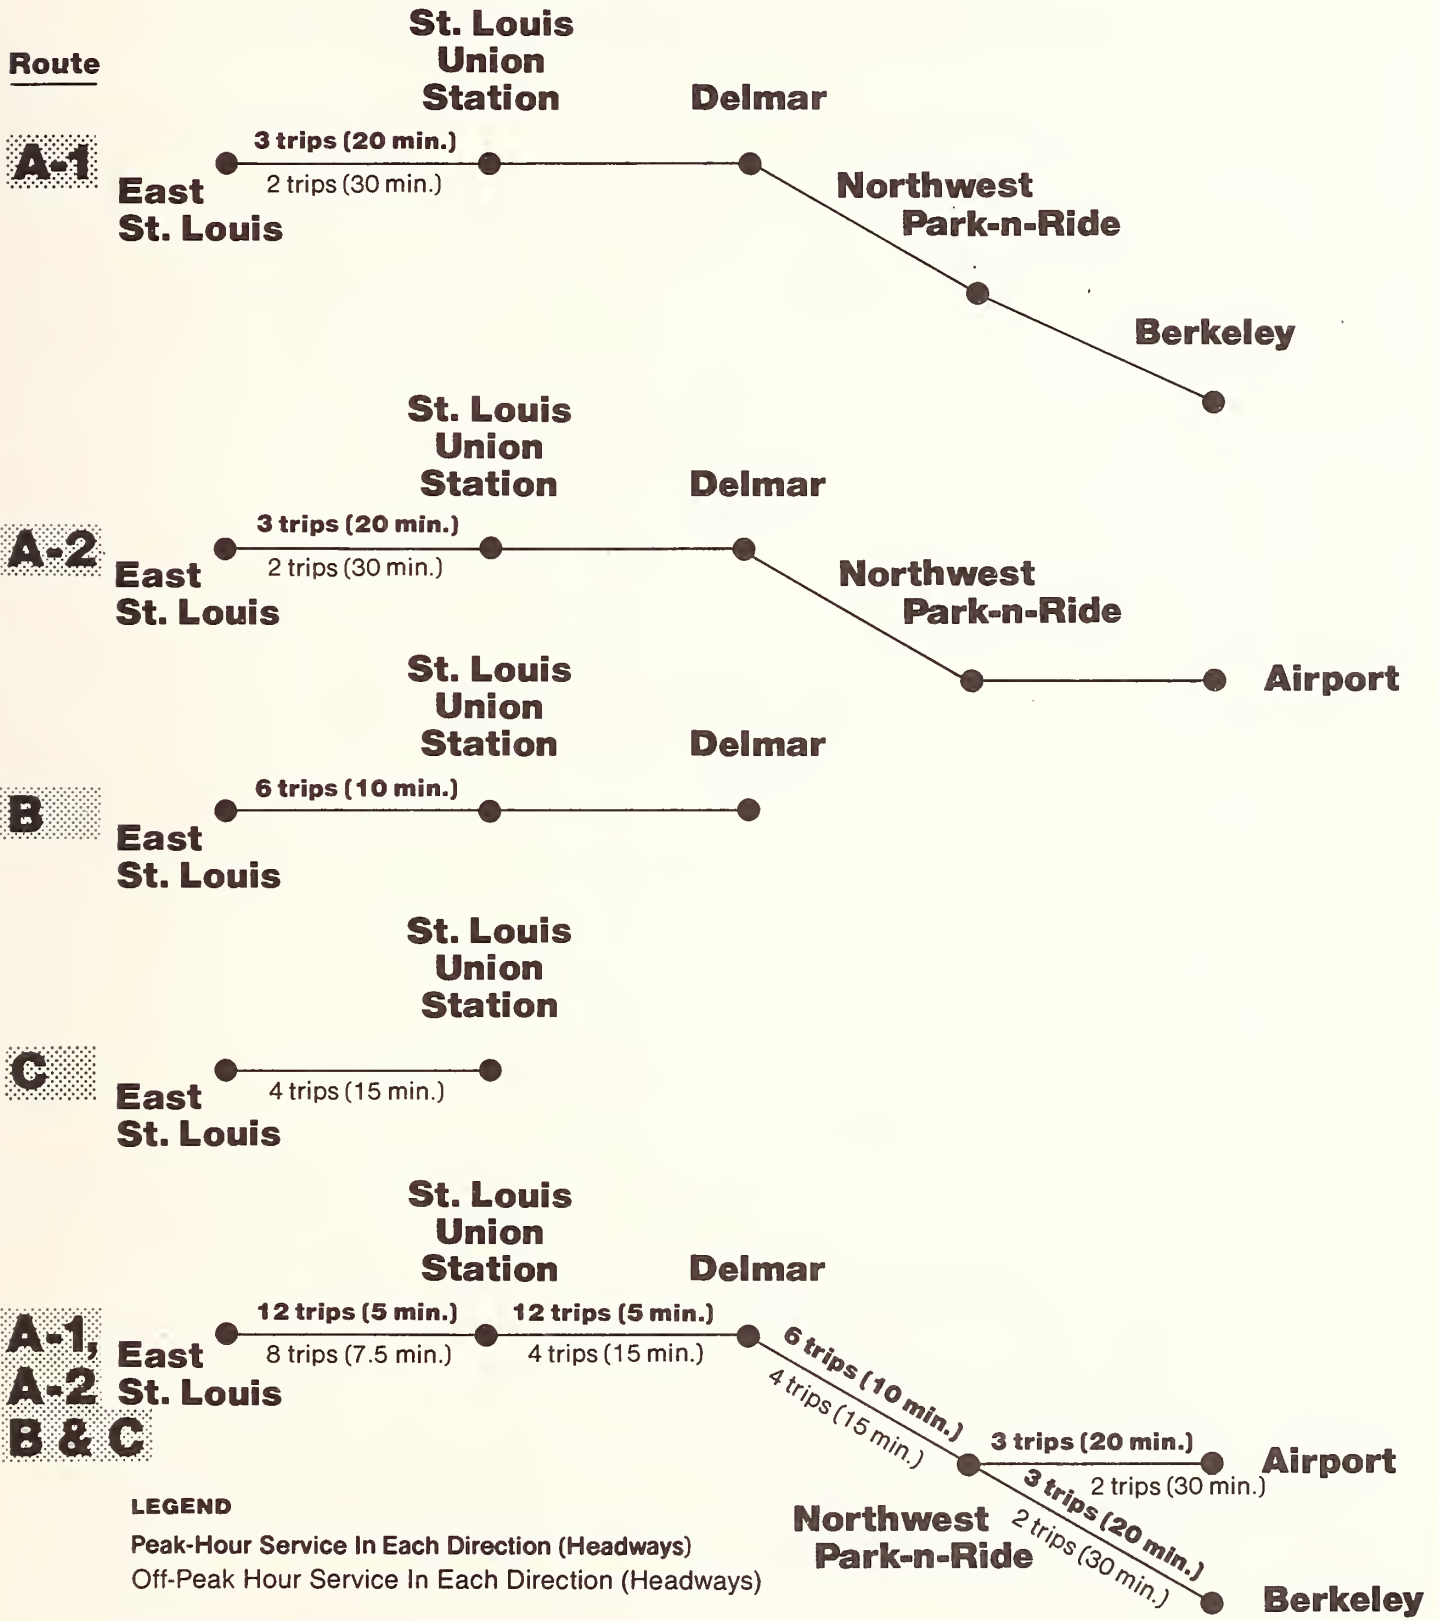 Route
St. Louis
Union
Station
Delmar
A-1
3 trips (20 min.)
2 trips (30 min.)
East
St. Louis
Northwest
Park-n-Ride
Berkeley
St. Louis
Union
Station
Delmar
A-2
3 trips (20 min.)
2 trips (30 min.)
East
St. Louis
Northwest
Park-n-Ride
Airport
St. Louis
Union
Station
Delmar
B
6 trips (10 min.)
East
St. Louis
St. Louis
Union
Station
C
4 trips (15 min.)
East
St. Louis
St. Louis
Union
Station
Delmar
A-1,
A-2
B & C
East
St. Louis
12 trips (5 min.)
8 trips (7.5 min.)
12 trips (5 min.)
4 trips (15 min.)
6 trips (10 min.)
4 trips (15 min.)
3 trips (20 min.)
2 trips (30 min.)
Airport
3 trips (20 min.)
2 trips (30 min.)
Northwest
Park-n-Ride
Berkeley
LEGEND
Peak-Hour Service In Each Direction (Headways)
Off-Peak Hour Service In Each Direction (Headways)